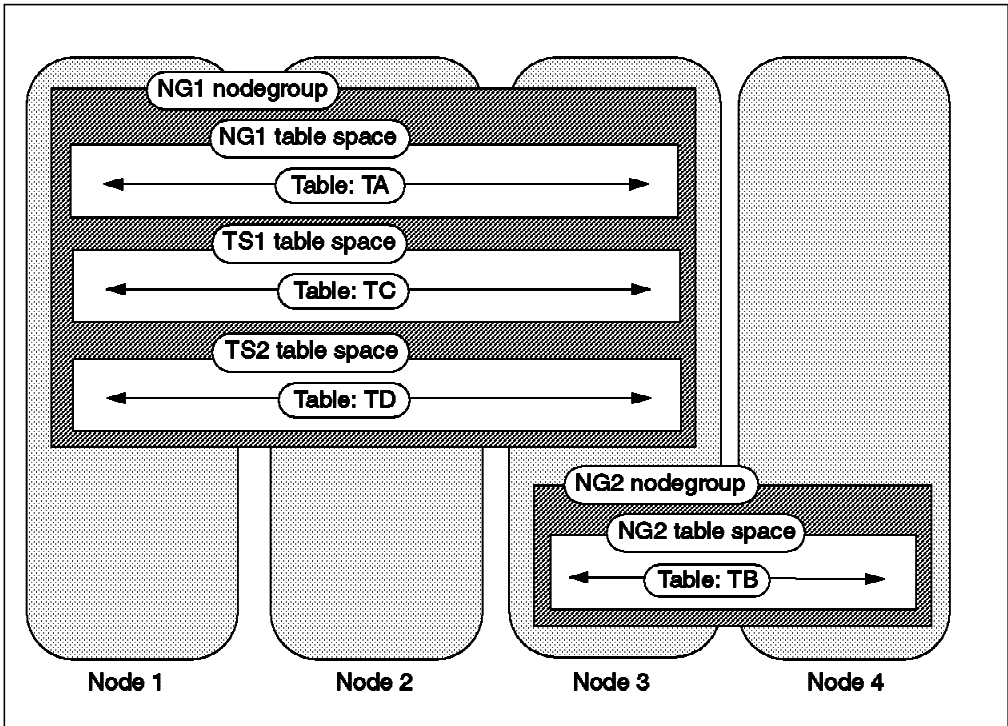 NG1 nodegroup
NG1 table space
Table: TA
TS1 table space
Table: TC
TS2 table space
Table: TD
NG2 nodegroup
NG2 table space
Table: TB
Node 1
Node 2
Node 3
Node 4